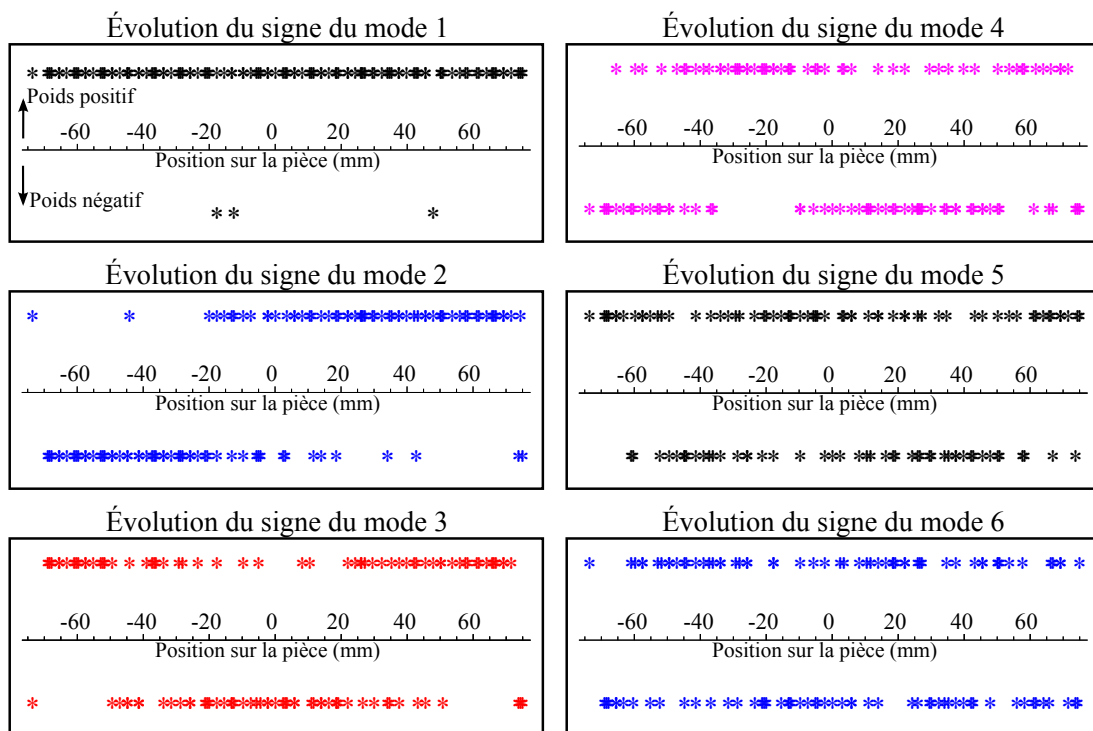 Évolution du signe du mode 1
Poids positif
-60 -40 -20 0 20 40 60
Position sur la pièce (mm)
Poids négatif
Évolution du signe du mode 4
-60 -40 -20 0 20 40 60
Position sur la pièce (mm)
Évolution du signe du mode 2
-60 -40 -20 0 20 40 60
Position sur la pièce (mm)
Évolution du signe du mode 5
-60 -40 -20 0 20 40 60
Position sur la pièce (mm)
Évolution du signe du mode 3
-60 -40 -20 0 20 40 60
Position sur la pièce (mm)
Évolution du signe du mode 6
-60 -40 -20 0 20 40 60
Position sur la pièce (mm)